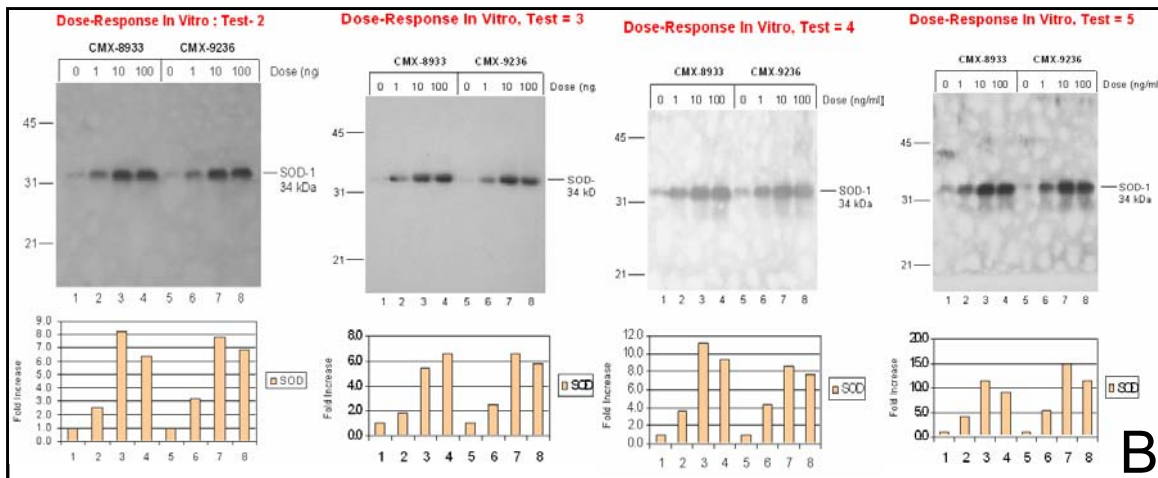 Dose-Response In Vitro : Test- 2
CMX-8933 CMX-9236
0 1 10 100 0 1 10 100 Dose (ng/
45
31
21
SOD-1
34 kDa
1 2 3 4 5 6 7 8
9.0
8.0
7.0
6.0
5.0
4.0
3.0
2.0
1.0
0.0
Fold Increase
SOD
1 2 3 4 5 6 7 8
Dose-Response In Vitro, Test = 3
CMX-8933 CMX-9236
0 1 10 100 0 1 10 100 Dose (ng.
45
31
21
SOD-
34 kD
1 2 3 4 5 6 7 8
8.0
6.0
4.0
2.0
0.0
Fold Increase
SOD
1 2 3 4 5 6 7 8
Dose-Response In Vitro, Test = 4
CMX-8933 CMX-9236
0 1 10 100 0 1 10 100 Dose (ng/ml)
45
31
21
SOD-1
34 kDa
1 2 3 4 5 6 7 8
12.0
10.0
8.0
6.0
4.0
2.0
0.0
Fold Increase
SOD
1 2 3 4 5 6 7 8
Dose-Response In Vitro, Test = 5
CMX-8933 CMX-9236
0 1 10 100 0 1 10 100 Dose (ng/ml
45
31
21
SOD-1
34 kDa
1 2 3 4 5 6 7 8
20.0
15.0
10.0
5.0
0.0
Fold Increase
SOD
1 2 3 4 5 6 7 8
B